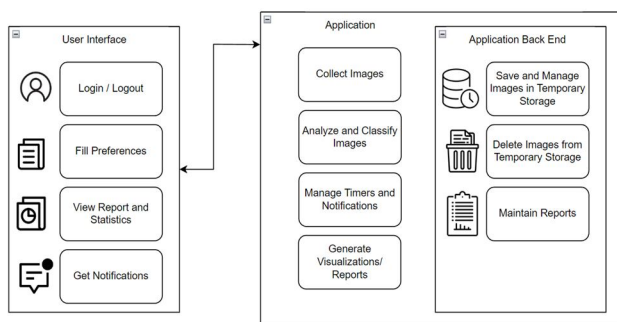 User Interface
Login / Logout
Fill Preferences
View Report and
Statistics
Get Notifications
Application
Collect Images
Analyze and Classify
Images
Manage Timers and
Notifications
Generate
Visualizations/
Reports
Application Back End
Save and Manage
Images in Temporary
Storage
Delete Images from
Temporary Storage
Maintain Reports